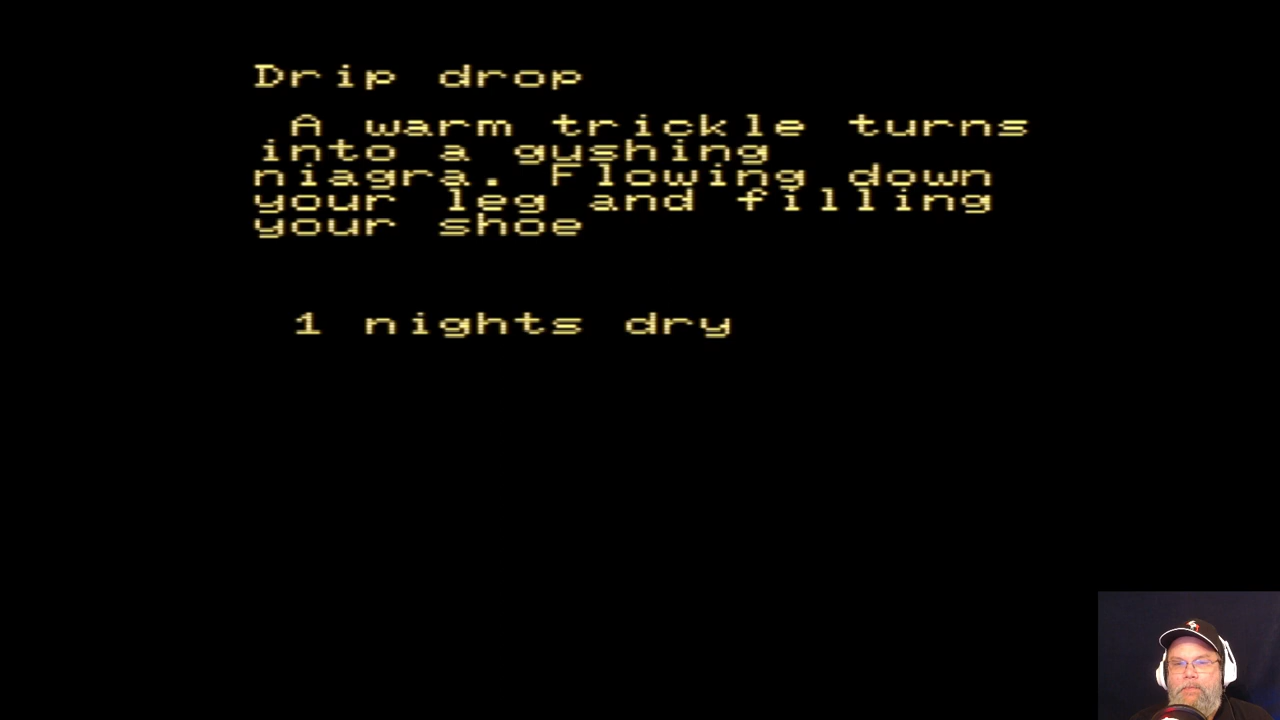 Drip drop
A warm trickle turns
into a gushing
niagra. Flowing down
your leg and filling
your shoe
1 nights dry